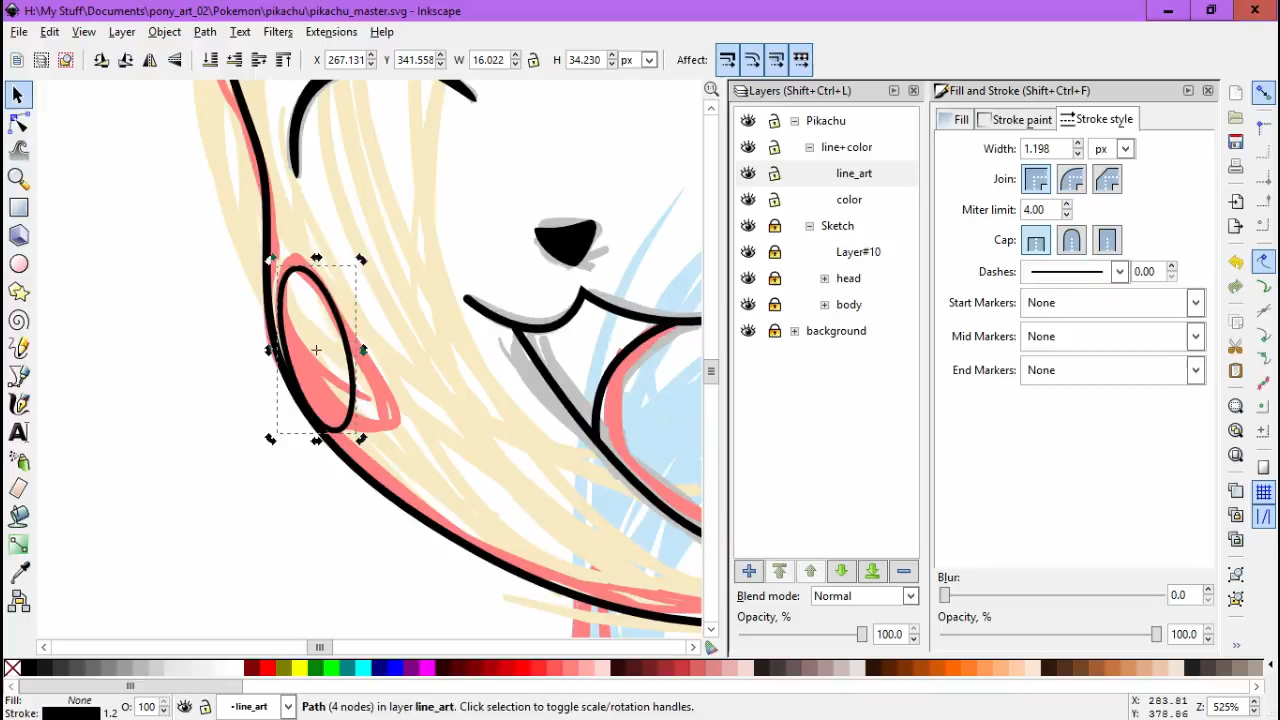 H:\My Stuff\Documents\pony_art_02\Pokemon\pikachu\pikachu_master.svg - Inkscape
File Edit View Layer Object Path Text Filters Extensions Help
X 267.131 Y 341.558 W 16.022 H 34.230 px Affect:
Layers (Shift+Ctrl+L)
Pikachu
line+color
line_art
color
Sketch
Layer#10
head
body
background
Blend mode: Normal
Opacity, %
100.0
Fill and Stroke (Shift+Ctrl+F)
Fill Stroke paint Stroke style
Width: 1.198 px
Join:
Miter limit: 4.00
Cap:
Dashes: 0.00
Start Markers: None
Mid Markers: None
End Markers: None
Blur:
0.0
Opacity, %
100.0
Fill: None
Stroke: 1.2
O: 100
line_art
Path (4 nodes) in layer line_art. Click selection to toggle scale/rotation handles.
X: 283.81
Y: 378.86
Z: 525%